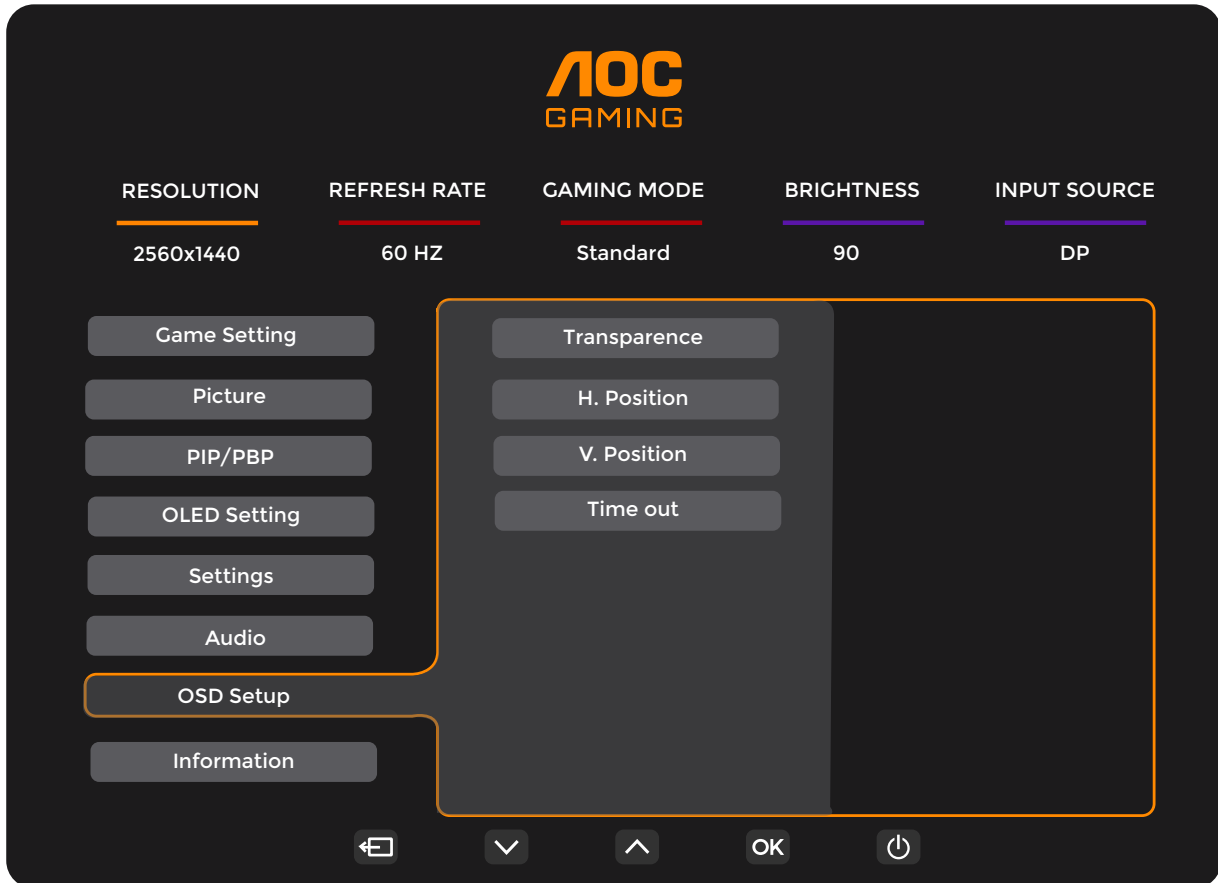 AOC
GAMING
RESOLUTION REFRESH RATE GAMING MODE BRIGHTNESS INPUT SOURCE
2560x1440 60 HZ Standard 90 DP
Game Setting
Picture
PIP/PBP
OLED Setting
Settings
Audio
OSD Setup
Information
Transparence
H. Position
V. Position
Time out
OK